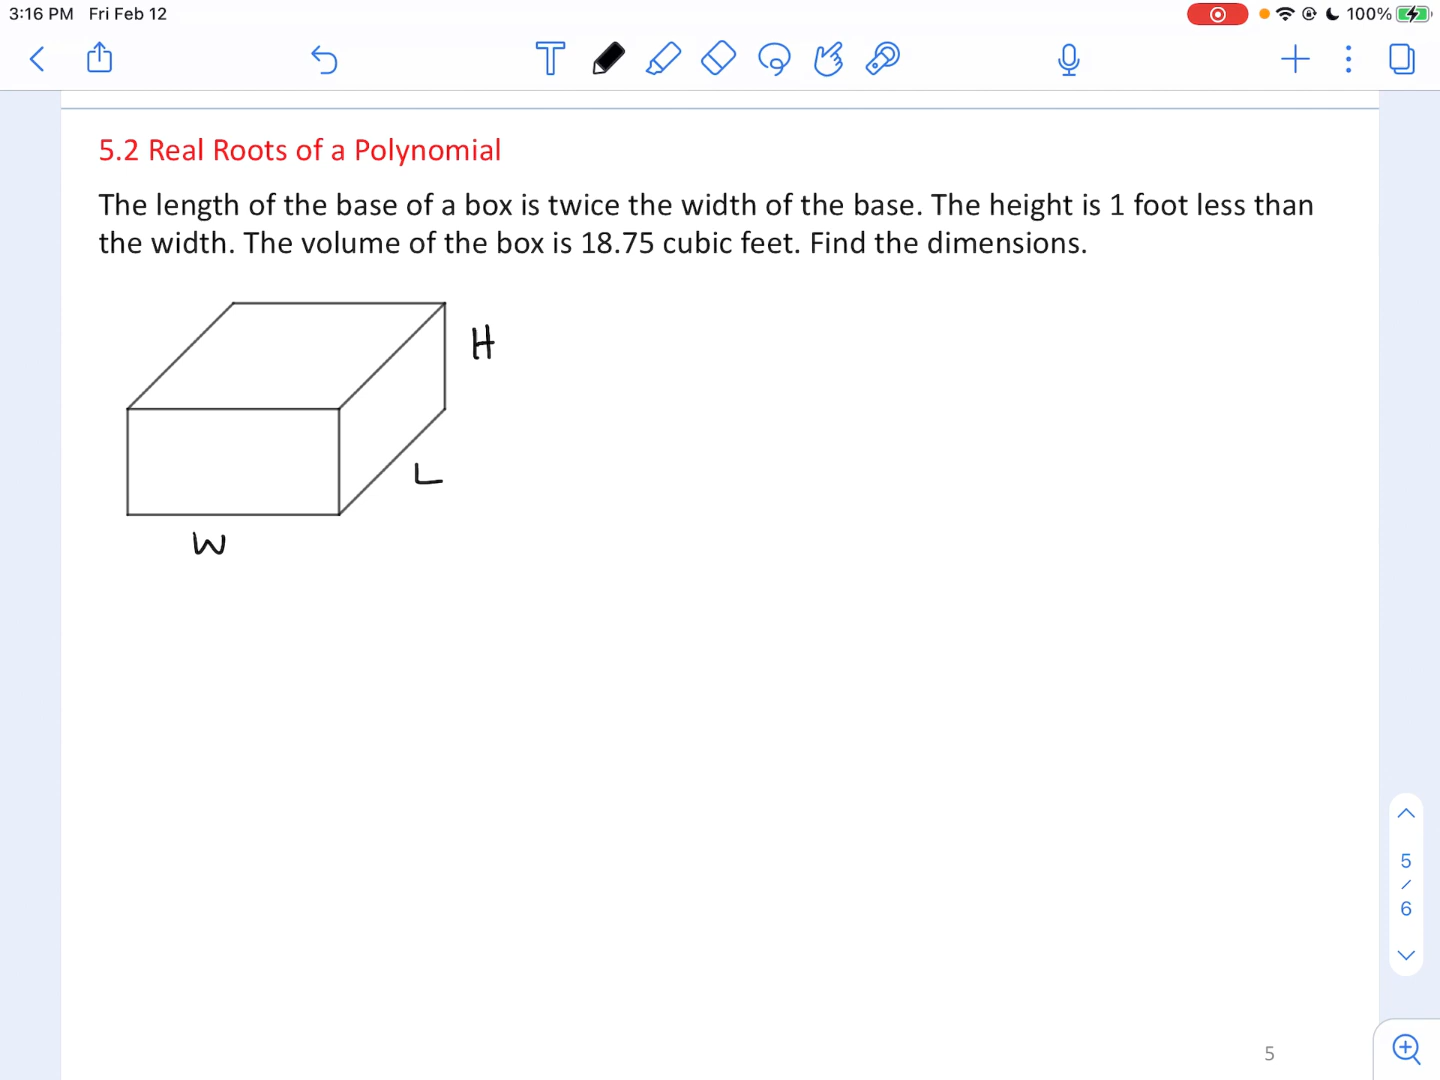 3:16 PM Fri Feb 12
100%
5.2 Real Roots of a Polynomial
The length of the base of a box is twice the width of the base. The height is 1 foot less than
the width. The volume of the box is 18.75 cubic feet. Find the dimensions.
H
L
W
5
/
6
5